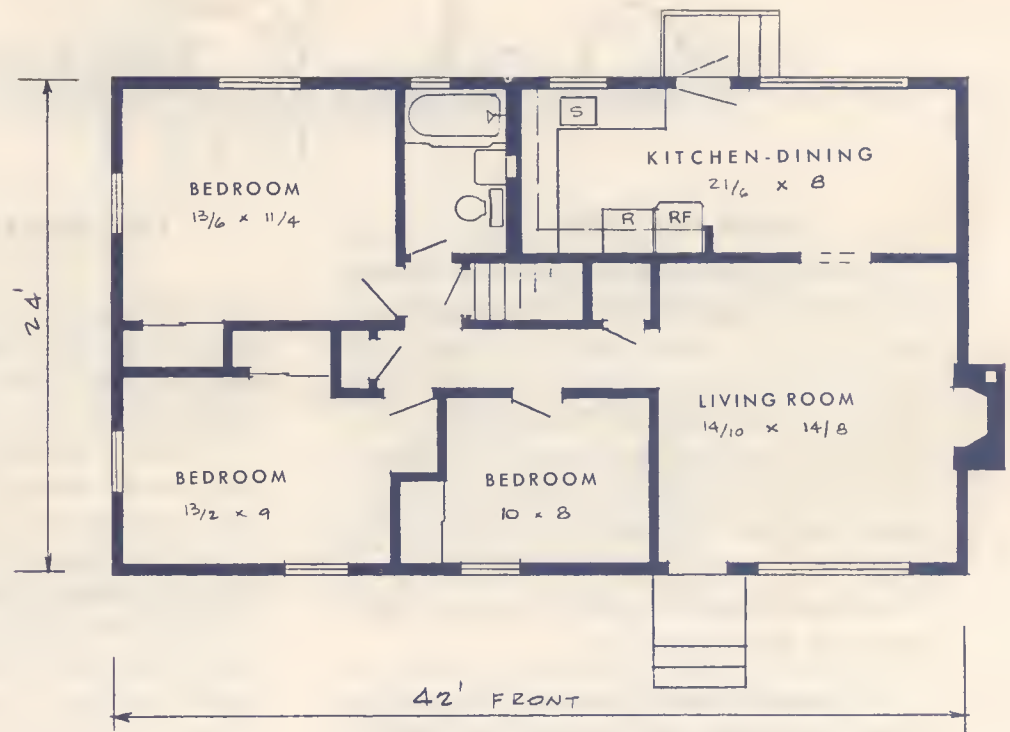 S
KITCHEN-DINING
21/6 x 8
R RF
BEDROOM
13/6 x 11/4
24'
LIVING ROOM
14/10 x 14/8
BEDROOM
13/2 x 9
BEDROOM
10 x 8
42' FRONT